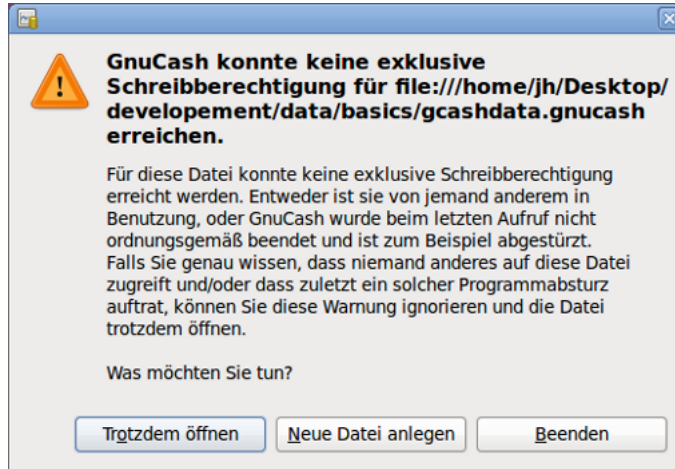 GnuCash konnte keine exklusive
Schreibberechtigung für file:///home/jh/Desktop/
developement/data/basics/gcashdata.gnucash
erreichen.
Für diese Datei konnte keine exklusive Schreibberechtigung
erreicht werden. Entweder ist sie von jemand anderem in
Benutzung, oder GnuCash wurde beim letzten Aufruf nicht
ordnungsgemäß beendet und ist zum Beispiel abgestürzt.
Falls Sie genau wissen, dass niemand anderes auf diese Datei
zugreift und/oder dass zuletzt ein solcher Programmabsturz
auftrat, können Sie diese Warnung ignorieren und die Datei
trotzdem öffnen.
Was möchten Sie tun?
Trotzdem öffnen Neue Datei anlegen Beenden